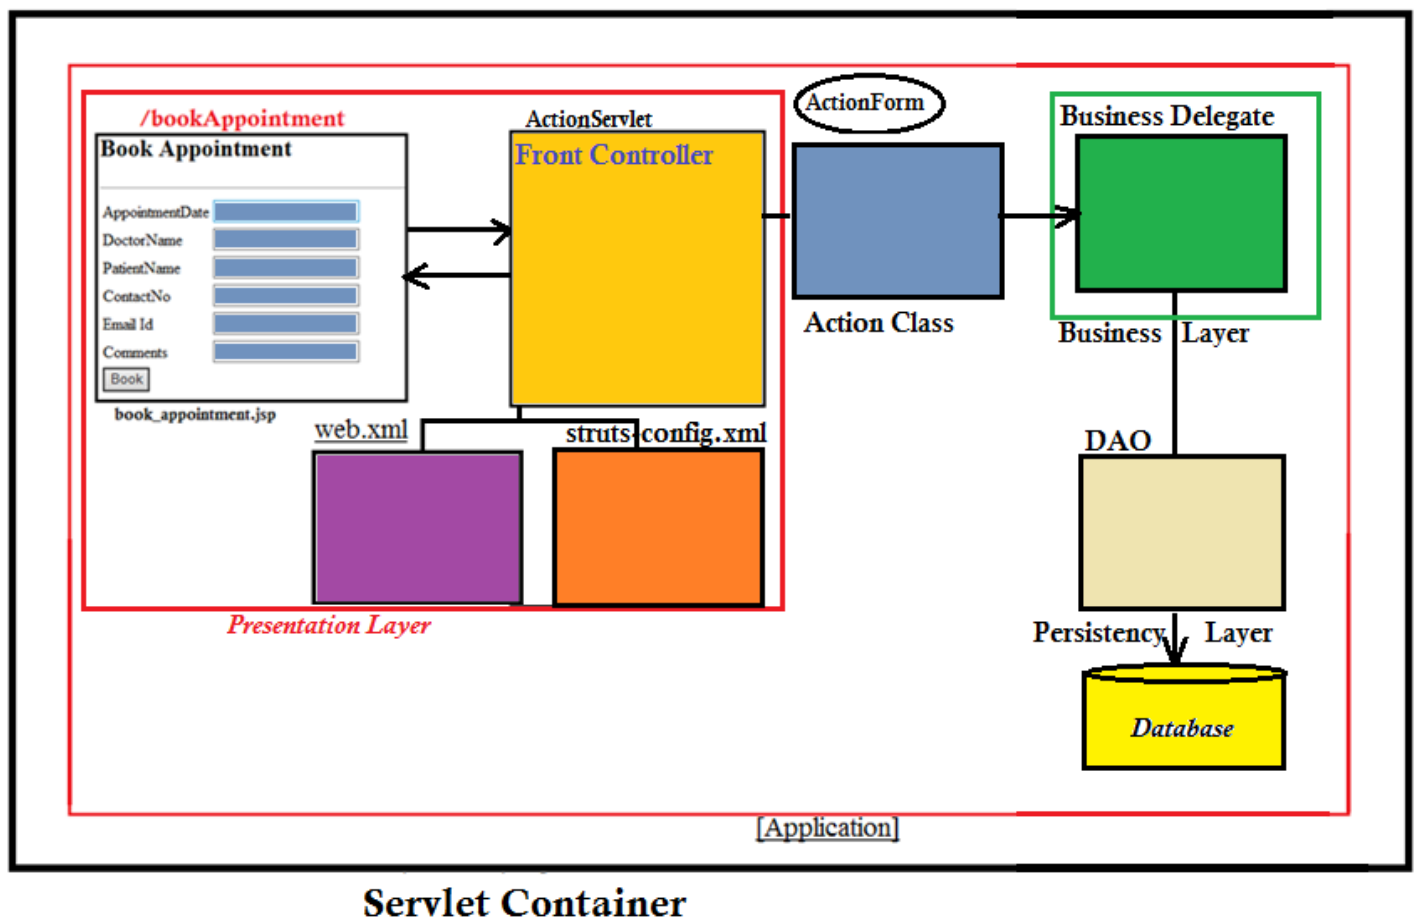 /bookAppointment
Book Appointment
AppointmentDate
DoctorName
PatientName
ContactNo
Email Id
Comments
Book
book_appointment.jsp
ActionServlet
Front Controller
web.xml
struts-config.xml
Presentation Layer
ActionForm
Action Class
Business Delegate
Business Layer
DAO
Persistency Layer
Database
[Application]
Servlet Container